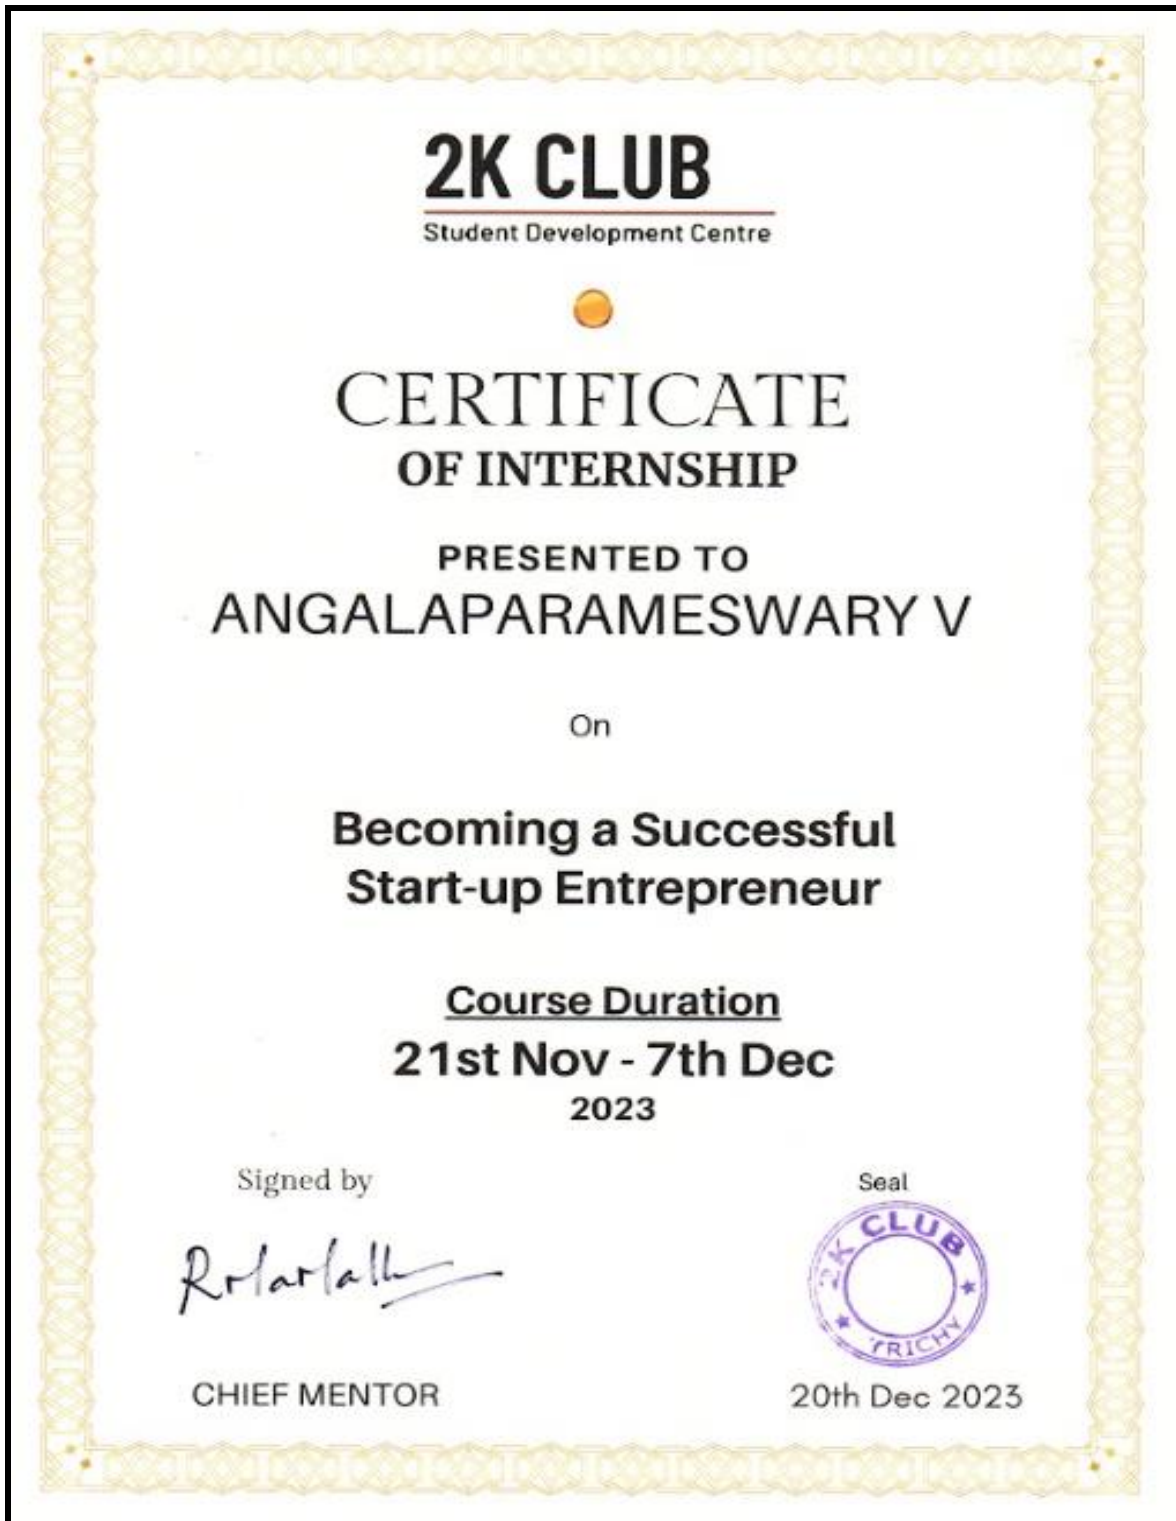 2K CLUB
Student Development Centre
CERTIFICATE
OF INTERNSHIP
PRESENTED TO
ANGALAPARAMESWARY V
On
Becoming a Successful
Start-up Entrepreneur
Course Duration
21st Nov - 7th Dec
2023
Signed by
Seal
2K CLUB
TRICHY
CHIEF MENTOR
20th Dec 2023